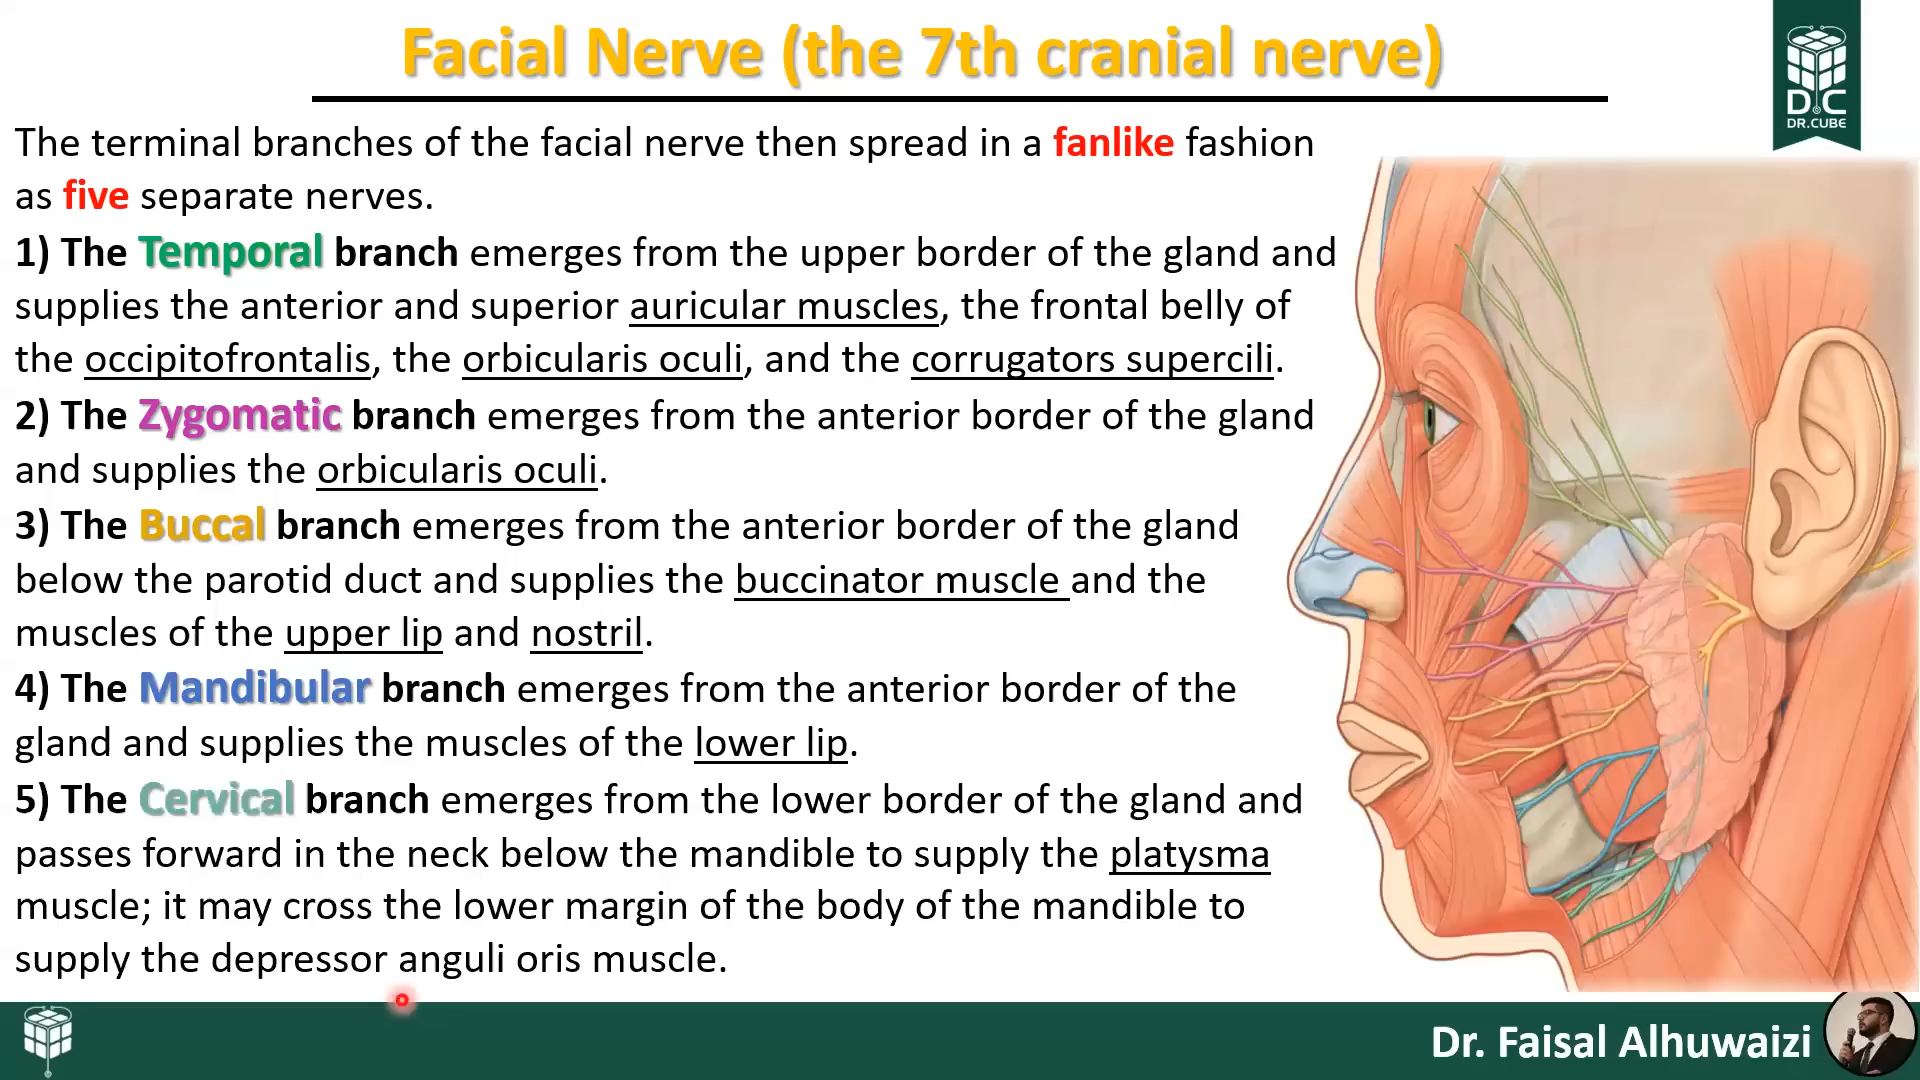 Facial Nerve (the 7th cranial nerve)
D C
DR.CUBE
The terminal branches of the facial nerve then spread in a fanlike fashion
as five separate nerves.
1) The Temporal branch emerges from the upper border of the gland and
supplies the anterior and superior auricular muscles, the frontal belly of
the occipitofrontalis, the orbicularis oculi, and the corrugators supercili.
2) The Zygomatic branch emerges from the anterior border of the gland
and supplies the orbicularis oculi.
3) The Buccal branch emerges from the anterior border of the gland
below the parotid duct and supplies the buccinator muscle and the
muscles of the upper lip and nostril.
4) The Mandibular branch emerges from the anterior border of the
gland and supplies the muscles of the lower lip.
5) The Cervical branch emerges from the lower border of the gland and
passes forward in the neck below the mandible to supply the platysma
muscle; it may cross the lower margin of the body of the mandible to
supply the depressor anguli oris muscle.
Dr. Faisal Alhuwaizi